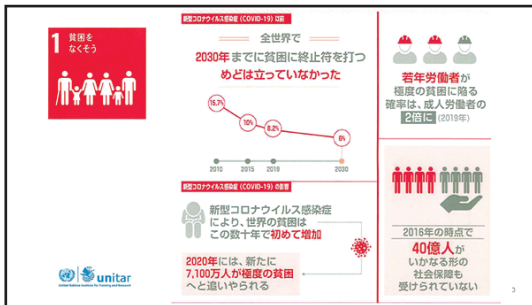 1 貧困を
なくそう
新型コロナウイルス感染症 (COVID-19) 以前
全世界で
2030年までに貧困に終止符を打つ
めどは立っていなかった
15.7%
10%
8.2%
6%
2010
2015
2019
2020
新型コロナウイルス感染症 (COVID-19) の影響
新型コロナウイルス感染症
により、世界の貧困は
この数十年で初めて増加
2020年には、新たに
7,100万人が極度の貧困
へと追いやられる
若年労働者が
極度の貧困に陥る
確率は、成人労働者の
2倍に (2019年)
2016年の時点で
40億人が
いかなる形の
社会保障も
受けられていない
unitar
United Nations Institute for Training and Research